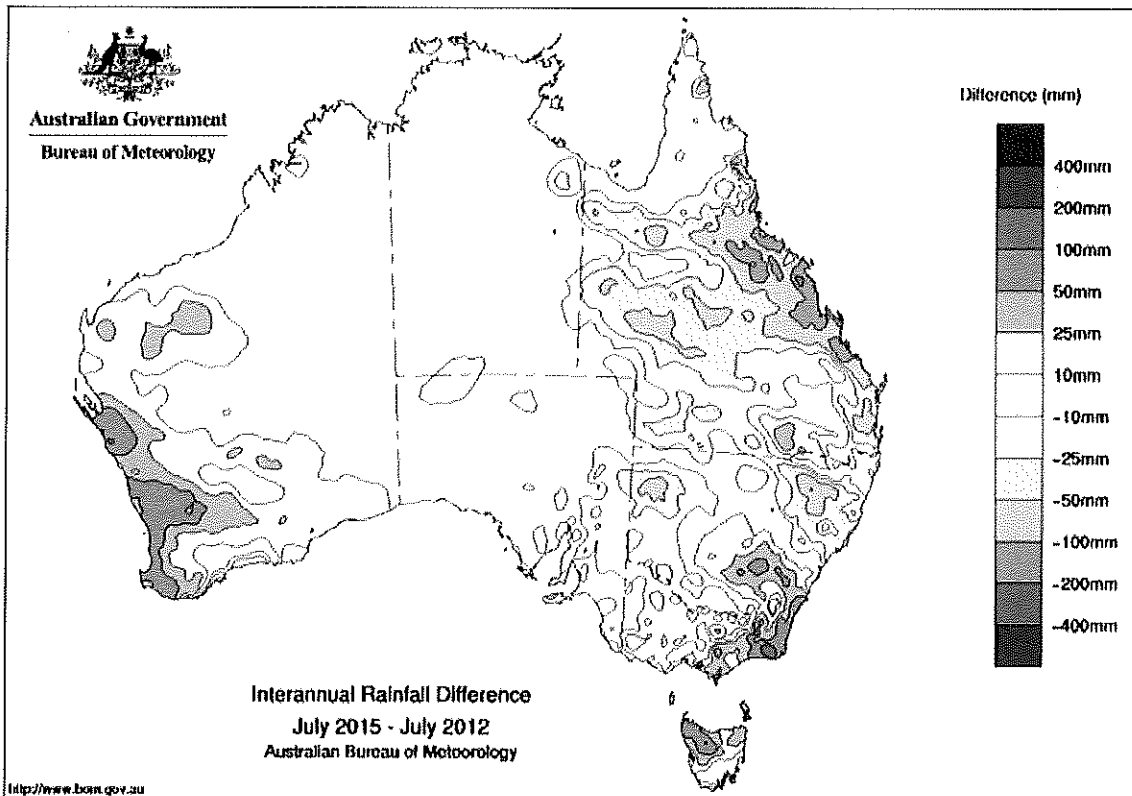 Australian Government
Bureau of Meteorology
Difference (mm)
400mm
200mm
100mm
50mm
25mm
10mm
-10mm
-25mm
-50mm
-100mm
-200mm
-400mm
Interannual Rainfall Difference
July 2015 - July 2012
Australian Bureau of Meteorology
http://www.bom.gov.au